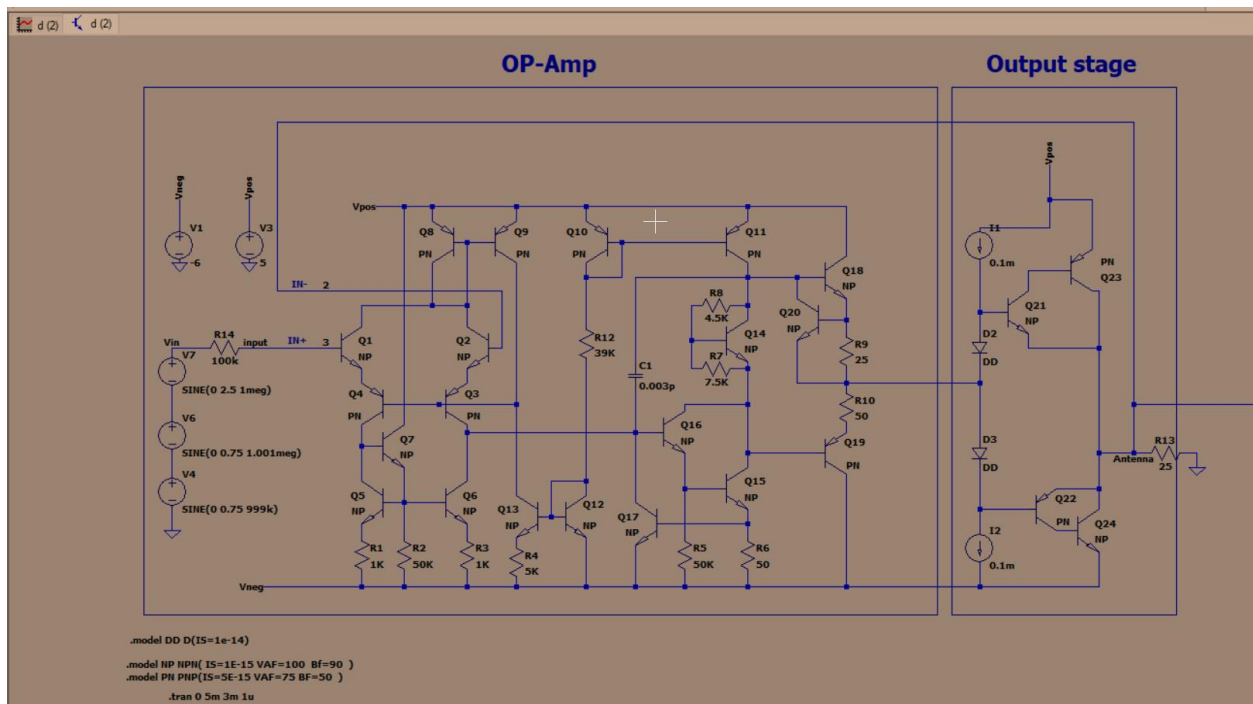 d (2)
d (2)
OP-Amp
Output stage
Vneg
Vpos
Vpos
Vpos
V1
-6
V3
5
Q8
PN
Q9
PN
Q10
PN
Q11
PN
I1
0.1m
PN
Q23
Q18
NP
IN- 2
Q21
NP
R8
4.5K
Q20
NP
Q14
NP
D2
DD
Vin
R14
100k
input
IN+ 3
Q1
NP
Q2
NP
R12
39K
R9
25
V7
SINE(0 2.5 1meg)
C1
0.003p
R7
7.5K
Q4
PN
Q3
PN
R10
50
V6
SINE(0 0.75 1.001meg)
Q7
NP
Q16
NP
Q19
PN
D3
DD
R13
25
Antenna
V4
SINE(0 0.75 999k)
Q5
NP
Q6
NP
Q13
NP
Q12
NP
Q15
NP
Q17
NP
Q22
PN
Q24
NP
R1
1K
R2
50K
R3
1K
R4
5K
R5
50K
R6
50
I2
0.1m
Vneg
.model DD D(IS=1e-14)
.model NP NPN( IS=1E-15 VAF=100 Bf=90 )
.model PN PNP(IS=5E-15 VAF=75 BF=50 )
.tran 0 5m 3m 1u